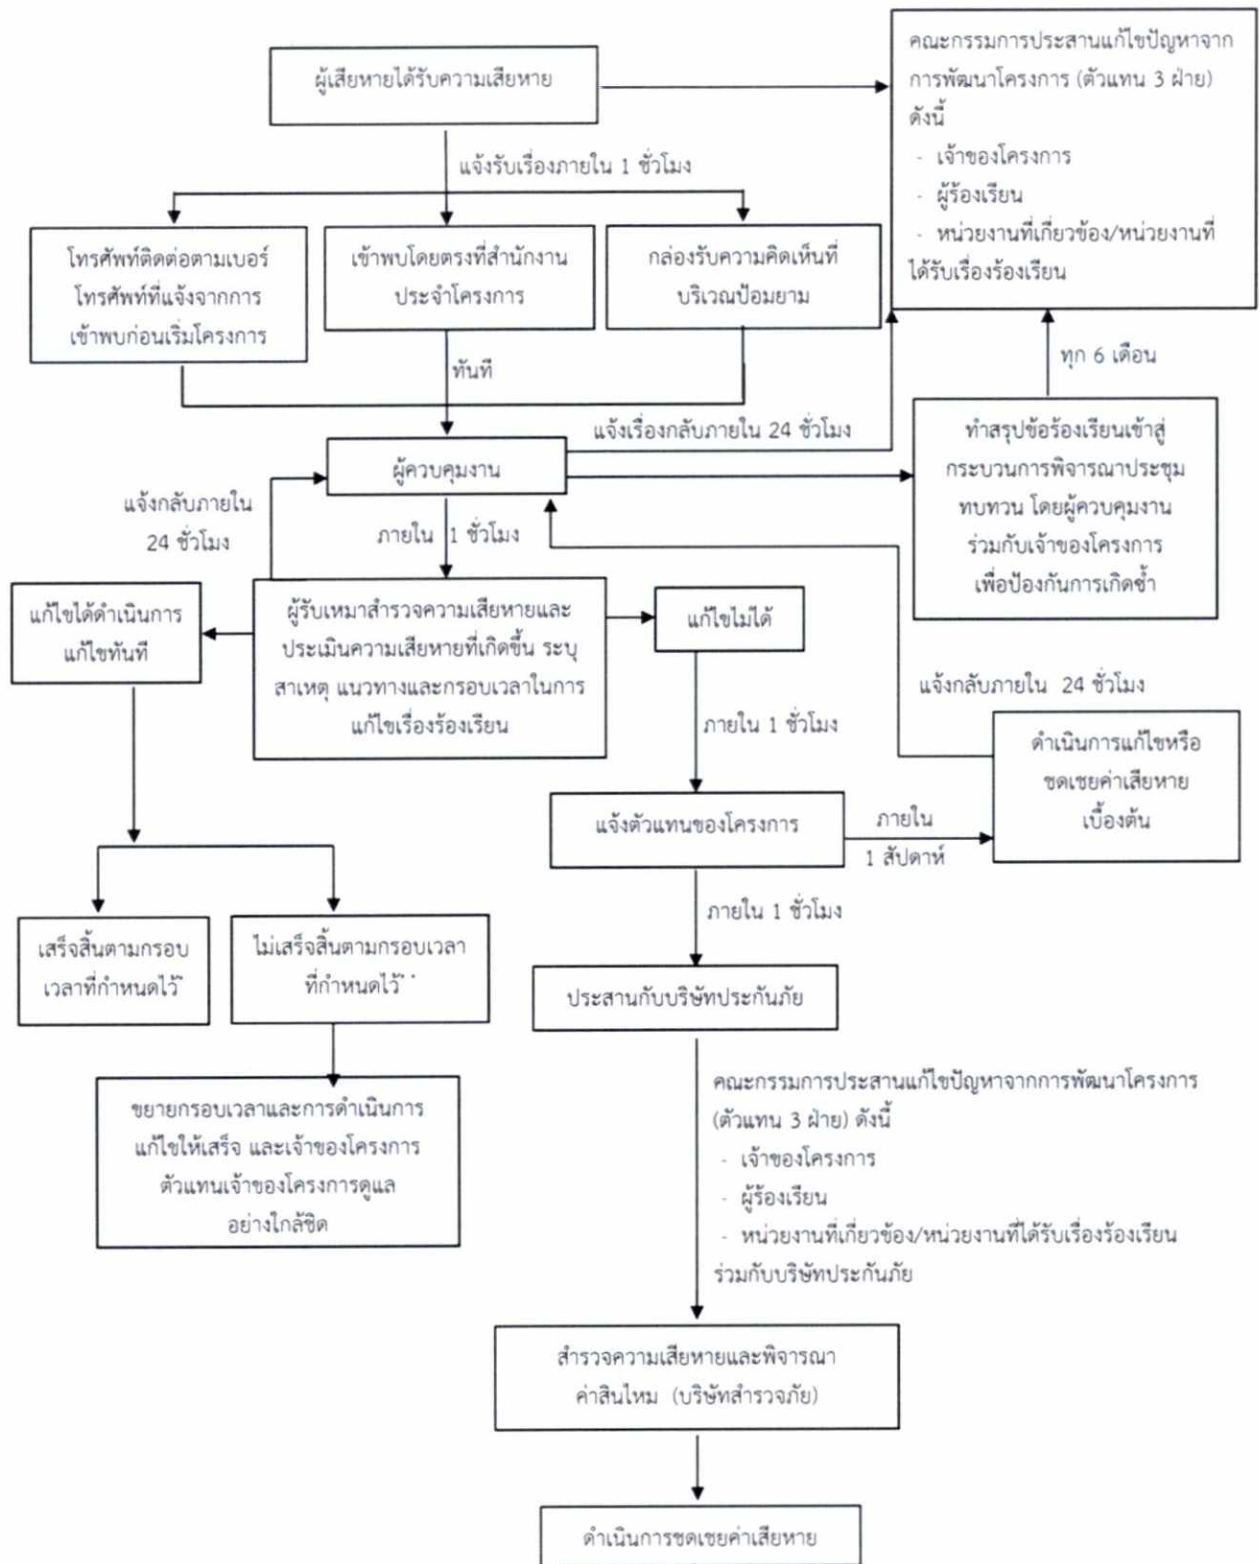 ผู้เสียหายได้รับความเสียหาย
คณะกรรมการประสานแก้ไขปัญหาจาก
การพัฒนาโครงการ (ตัวแทน 3 ฝ่าย)
ดังนี้
- เจ้าของโครงการ
- ผู้ร้องเรียน
- หน่วยงานที่เกี่ยวข้อง/หน่วยงานที่
ได้รับเรื่องร้องเรียน
แจ้งรับเรื่องภายใน 1 ชั่วโมง
โทรศัพท์ติดต่อตามเบอร์
โทรศัพท์ที่แจ้งจากการ
เข้าพบก่อนเริ่มโครงการ
เข้าพบโดยตรงที่สำนักงาน
ประจำโครงการ
กล่องรับความคิดเห็นที่
บริเวณป้อมยาม
ทันที
ทุก 6 เดือน
แจ้งเรื่องกลับภายใน 24 ชั่วโมง
ผู้ควบคุมงาน
ทำสรุปข้อร้องเรียนเข้าสู่
กระบวนการพิจารณาประชุม
ทบทวน โดยผู้ควบคุมงาน
ร่วมกับเจ้าของโครงการ
เพื่อป้องกันการเกิดซ้ำ
แจ้งกลับภายใน
24 ชั่วโมง
ภายใน 1 ชั่วโมง
แก้ไขได้ดำเนินการ
แก้ไขทันที
ผู้รับเหมาสำรวจความเสียหายและ
ประเมินความเสียหายที่เกิดขึ้น ระบุ
สาเหตุ แนวทางและกรอบเวลาในการ
แก้ไขเรื่องร้องเรียน
แก้ไขไม่ได้
แจ้งกลับภายใน 24 ชั่วโมง
ภายใน 1 ชั่วโมง
ดำเนินการแก้ไขหรือ
ชดเชยค่าเสียหาย
เบื้องต้น
แจ้งตัวแทนของโครงการ
ภายใน
1 สัปดาห์
ภายใน 1 ชั่วโมง
เสร็จสิ้นตามกรอบ
เวลาที่กำหนดไว้*
ไม่เสร็จสิ้นตามกรอบเวลา
ที่กำหนดไว้**
ประสานกับบริษัทประกันภัย
ขยายกรอบเวลาและการดำเนินการ
แก้ไขให้เสร็จ และเจ้าของโครงการ
ตัวแทนเจ้าของโครงการดูแล
อย่างใกล้ชิด
คณะกรรมการประสานแก้ไขปัญหาจากการพัฒนาโครงการ
(ตัวแทน 3 ฝ่าย) ดังนี้
- เจ้าของโครงการ
- ผู้ร้องเรียน
- หน่วยงานที่เกี่ยวข้อง/หน่วยงานที่ได้รับเรื่องร้องเรียน
ร่วมกับบริษัทประกันภัย
สำรวจความเสียหายและพิจารณา
ค่าสินไหม (บริษัทสำรวจภัย)
ดำเนินการชดเชยค่าเสียหาย